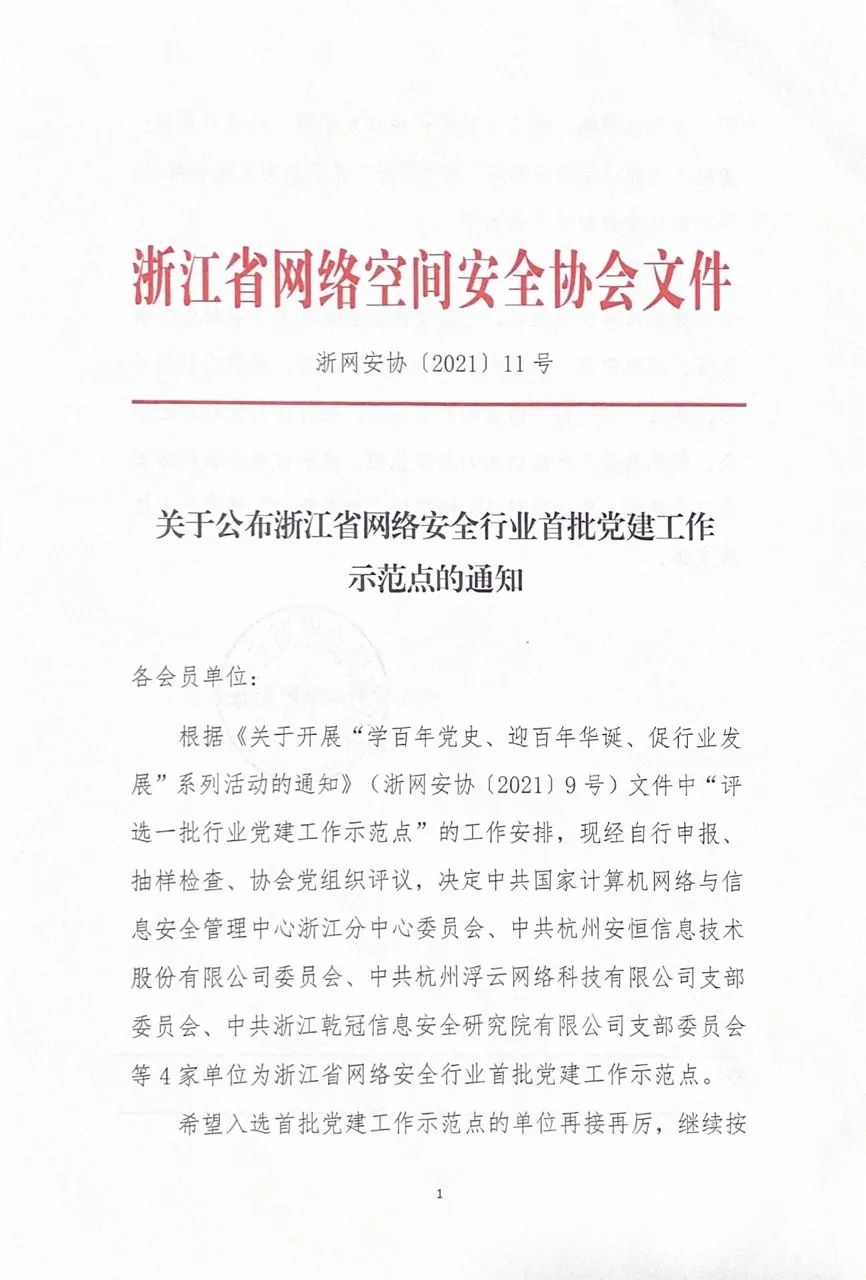 浙江省网络空间安全协会文件
浙网安协〔2021〕11 号
关于公布浙江省网络安全行业首批党建工作
示范点的通知
各会员单位：
根据《关于开展“学百年党史、迎百年华诞、促行业发
展”系列活动的通知》（浙网安协〔2021〕9 号）文件中“评
选一批行业党建工作示范点”的工作安排，现经自行申报、
抽样检查、协会党组织评议，决定中共国家计算机网络与信
息安全管理中心浙江分中心委员会、中共杭州安恒信息技术
股份有限公司委员会、中共杭州浮云网络科技有限公司支部
委员会、中共浙江乾冠信息安全研究院有限公司支部委员会
等 4 家单位为浙江省网络安全行业首批党建工作示范点。
希望入选首批党建工作示范点的单位再接再厉，继续按
1